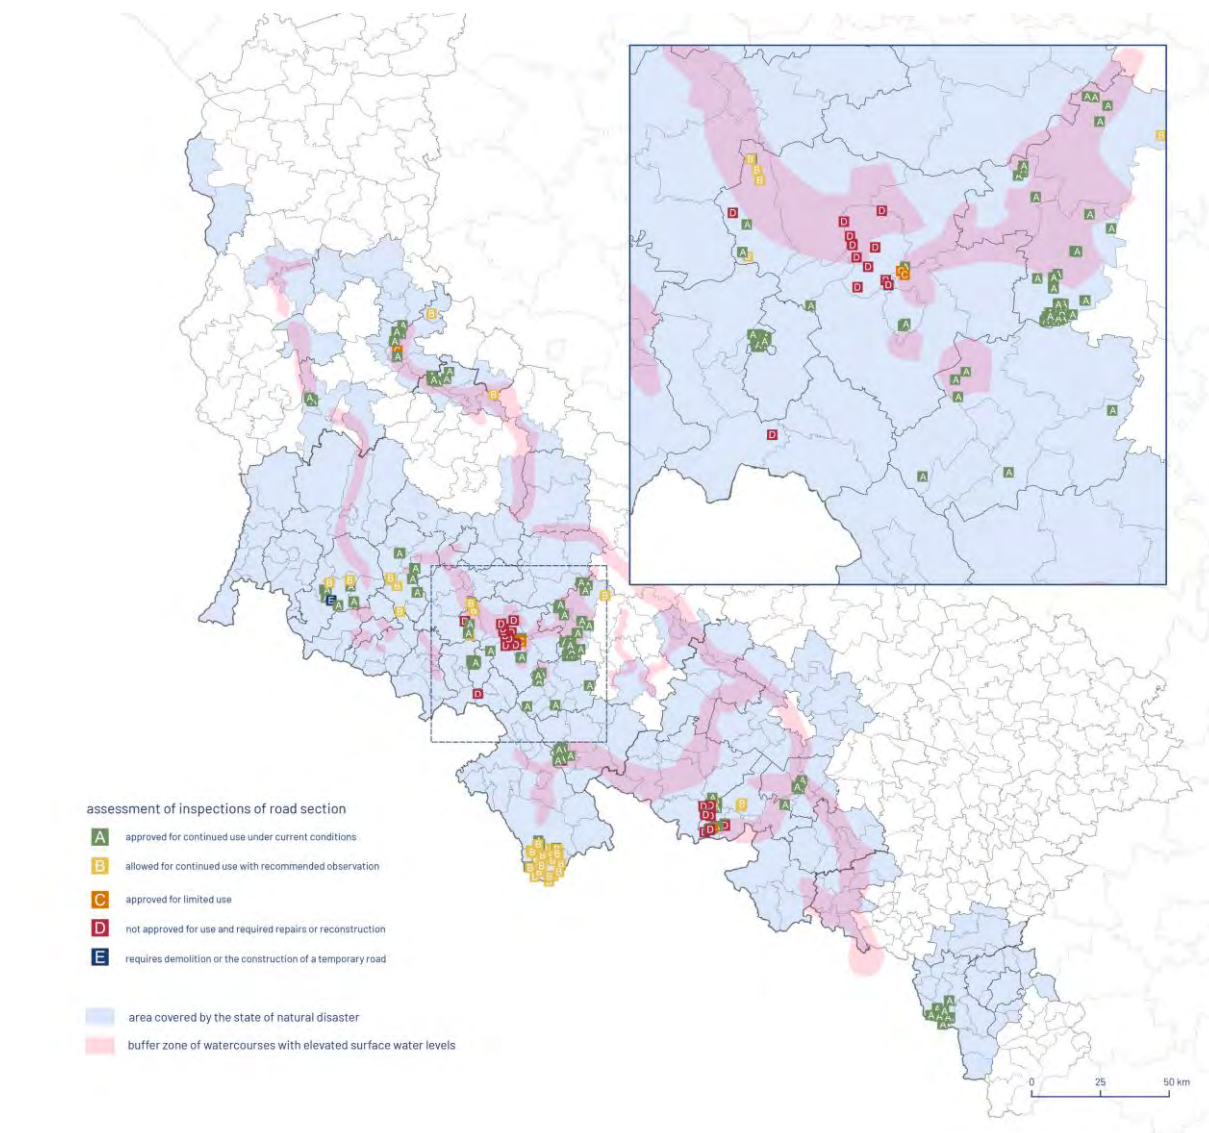 assessment of inspections of road section
A approved for continued use under current conditions
B allowed for continued use with recommended observation
C approved for limited use
D not approved for use and required repairs or reconstruction
E requires demolition or the construction of a temporary road
area covered by the state of natural disaster
buffer zone of watercourses with elevated surface water levels
0 25 50 km